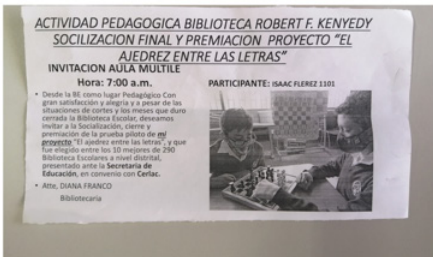 ACTIVIDAD PEDAGOGICA BIBLIOTECA ROBERT F. KENYEDY
SOCILIZACION FINAL Y PREMIACION PROYECTO "EL
AJEDREZ ENTRE LAS LETRAS"
INVITACION AULA MULTILE
Hora: 7:00 a.m.
• Desde la BE como lugar Pedagógico Con
gran satisfacción y alegría y a pesar de las
situaciones de cortes y los meses que duro
cerrada la Biblioteca Escolar, deseamos
invitar a la Socialización, cierre y
premiación de la prueba piloto de mi
proyecto "El ajedrez entre las letras", y que
fue elegido entre los 10 mejores de 290
Biblioteca Escolares a nivel distrital,
presentado ante la Secretaria de
Educación, en convenio con Cerlac.
• Atte, DIANA FRANCO
Bibliotecaria
PARTICIPANTE: ISAAC FLEREZ 1101